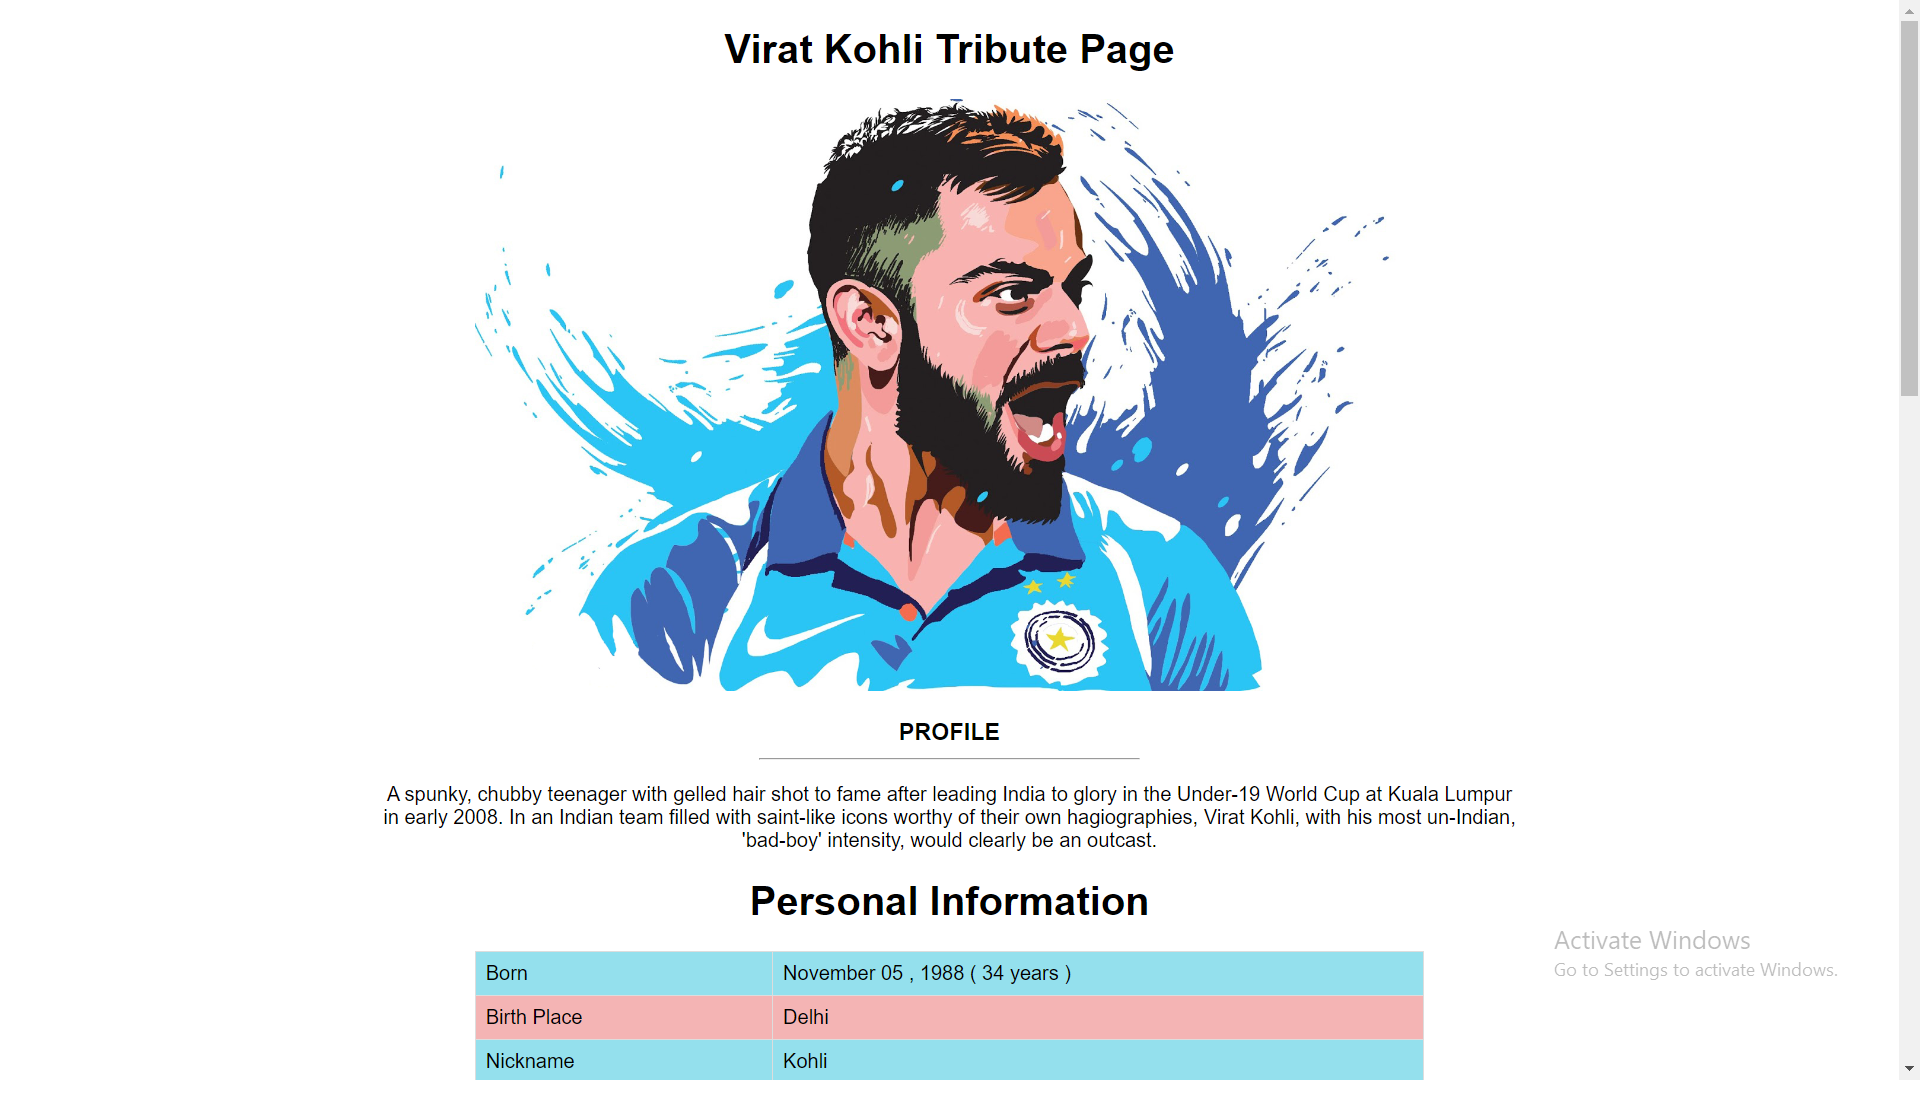 Virat Kohli Tribute Page
PROFILE
A spunky, chubby teenager with gelled hair shot to fame after leading India to glory in the Under-19 World Cup at Kuala Lumpur
in early 2008. In an Indian team filled with saint-like icons worthy of their own hagiographies, Virat Kohli, with his most un-Indian,
'bad-boy' intensity, would clearly be an outcast.
Personal Information
Born November 05 , 1988 ( 34 years )
Birth Place Delhi
Nickname Kohli
Activate Windows
Go to Settings to activate Windows.